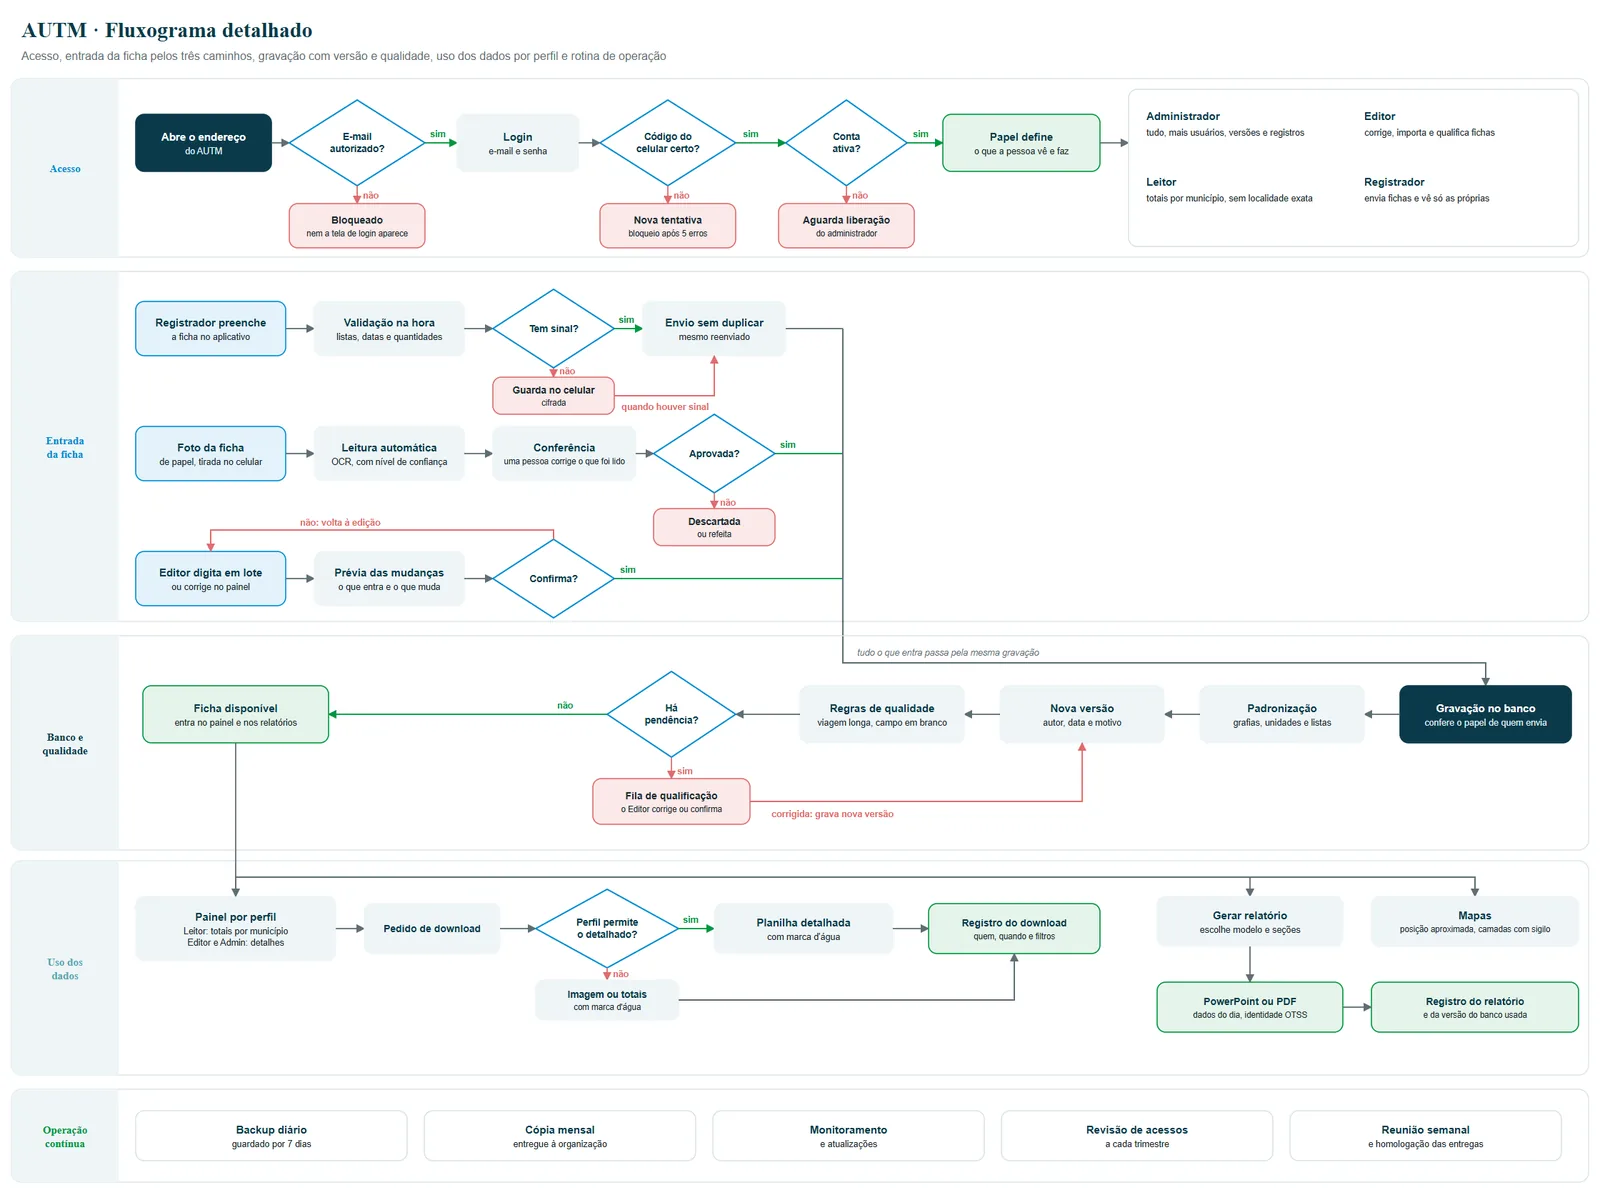 AUTM · Fluxograma detalhado
Acesso, entrada da ficha pelos três caminhos, gravação com versão e qualidade, uso dos dados por perfil e rotina de operação
Acesso
Abre o endereço
do AUTM
E-mail
autorizado?
sim
não
Bloqueado
nem a tela de login aparece
Login
e-mail e senha
Código do
celular certo?
sim
não
Nova tentativa
bloqueio após 5 erros
Conta
ativa?
sim
não
Aguarda liberação
do administrador
Papel define
o que a pessoa vê e faz
Administrador
tudo, mais usuários, versões e registros
Editor
corrige, importa e qualifica fichas
Leitor
totais por município, sem localidade exata
Registrador
envia fichas e vê só as próprias
Entrada
da ficha
Registrador preenche
a ficha no aplicativo
Validação na hora
listas, datas e quantidades
Tem sinal?
sim
não
Envio sem duplicar
mesmo reenviado
Guarda no celular
cifrada
quando houver sinal
Foto da ficha
de papel, tirada no celular
Leitura automática
OCR, com nível de confiança
Conferência
uma pessoa corrige o que foi lido
Aprovada?
sim
não
Descartada
ou refeita
não: volta à edição
Editor digita em lote
ou corrige no painel
Prévia das mudanças
o que entra e o que muda
Confirma?
sim
Banco e
qualidade
tudo o que entra passa pela mesma gravação
Ficha disponível
entra no painel e nos relatórios
não
Há
pendência?
sim
Regras de qualidade
viagem longa, campo em branco
Nova versão
autor, data e motivo
Padronização
grafias, unidades e listas
Gravação no banco
confere o papel de quem envia
Fila de qualificação
o Editor corrige ou confirma
corrigida: grava nova versão
Uso dos
dados
Painel por perfil
Leitor: totais por município
Editor e Admin: detalhes
Pedido de download
Perfil permite
o detalhado?
sim
não
Planilha detalhada
com marca d'água
Registro do download
quem, quando e filtros
Imagem ou totais
com marca d'água
Gerar relatório
escolhe modelo e seções
Mapas
posição aproximada, camadas com sigilo
PowerPoint ou PDF
dados do dia, identidade OTSS
Registro do relatório
e da versão do banco usada
Operação
contínua
Backup diário
guardado por 7 dias
Cópia mensal
entregue à organização
Monitoramento
e atualizações
Revisão de acessos
a cada trimestre
Reunião semanal
e homologação das entregas